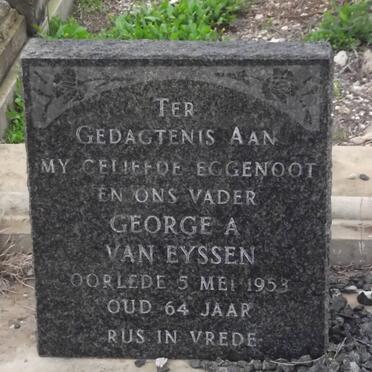 TER
GEDAGTENIS AAN
MY GELIEFDE EGGENOOT
EN ONS VADER
GEORGE A
VAN EYSSEN
OORLEDE 5 MEI 1953
OUD 64 JAAR
RUS IN VREDE